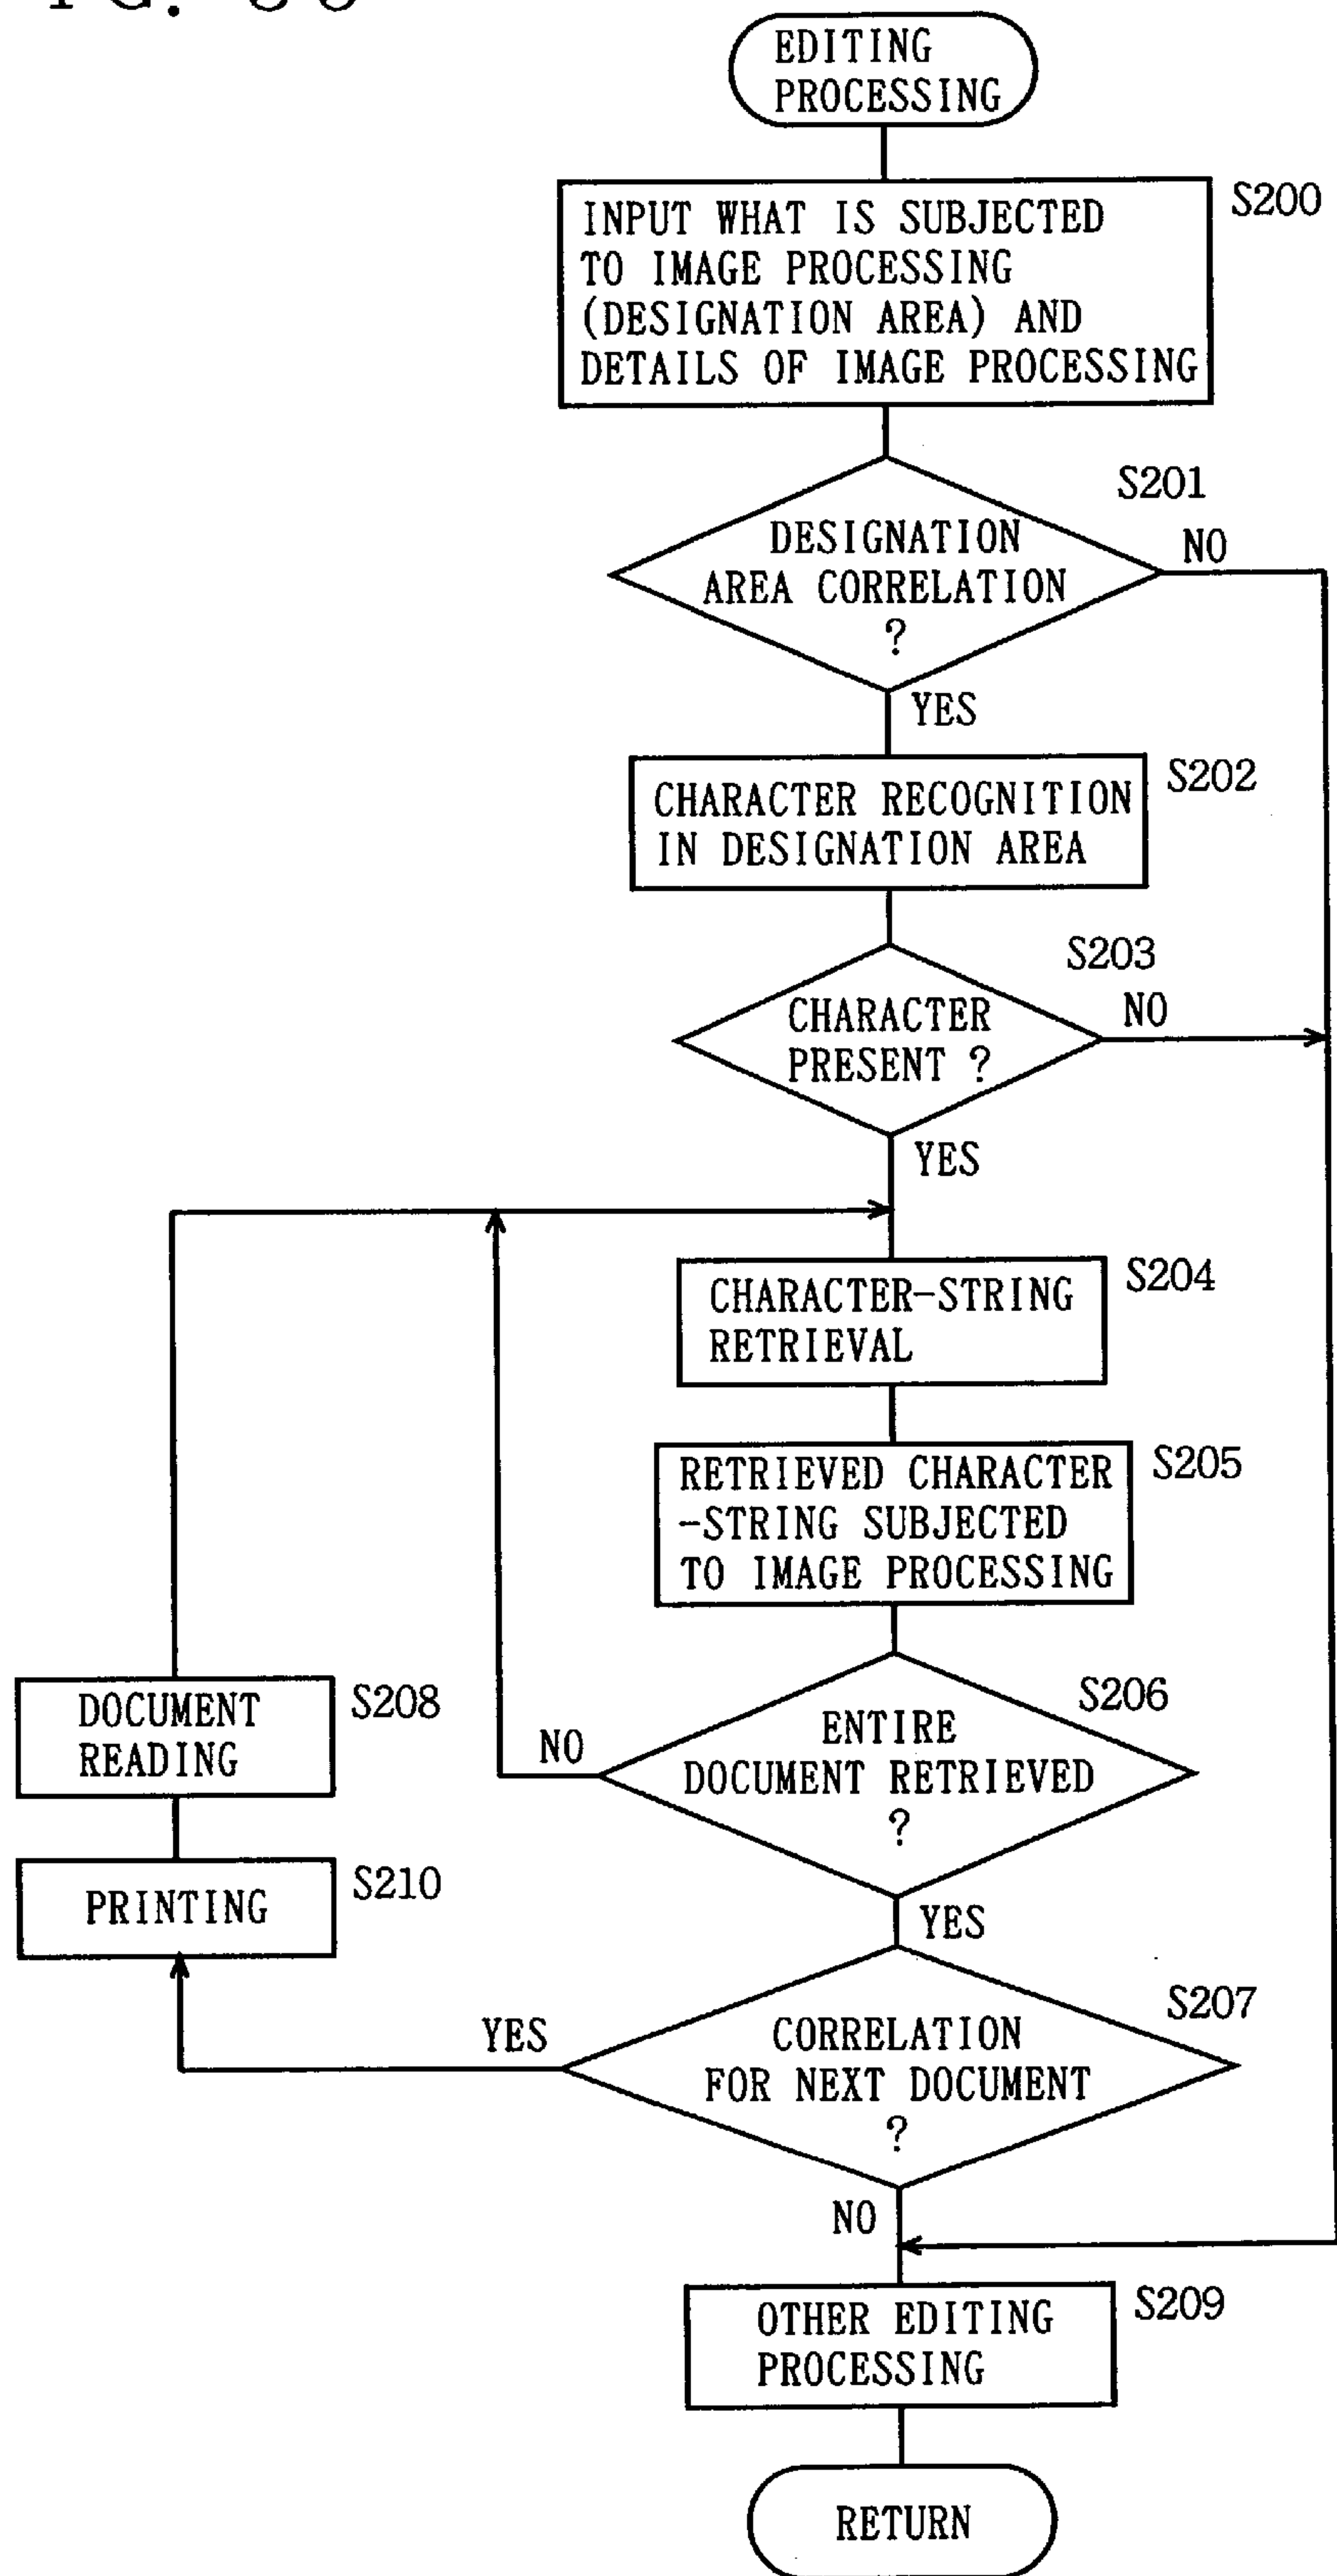 EDITING
PROCESSING
INPUT WHAT IS SUBJECTED
TO IMAGE PROCESSING
(DESIGNATION AREA) AND
DETAILS OF IMAGE PROCESSING
S200
DESIGNATION
AREA CORRELATION
?
S201
NO
YES
CHARACTER RECOGNITION
IN DESIGNATION AREA
S202
CHARACTER
PRESENT ?
S203
NO
YES
CHARACTER-STRING
RETRIEVAL
S204
RETRIEVED CHARACTER
-STRING SUBJECTED
TO IMAGE PROCESSING
S205
ENTIRE
DOCUMENT RETRIEVED
?
S206
NO
YES
DOCUMENT
READING
S208
PRINTING
S210
CORRELATION
FOR NEXT DOCUMENT
?
S207
YES
NO
OTHER EDITING
PROCESSING
S209
RETURN